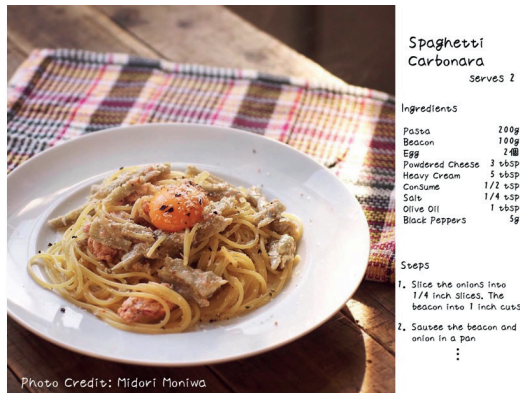 Spaghetti
Carbonara
serves 2
Ingredients
Pasta 200g
Beacon 100g
Egg 2個
Powdered Cheese 3 tbsp
Heavy Cream 5 tbsp
Consume 1/2 tsp
Salt 1/4 tsp
Olive Oil 1 tbsp
Black Peppers 5g
Steps
1. Slice the onions into
1/4 inch slices. The
beacon into 1 inch cuts
2. Sautee the beacon and
onion in a pan
Photo Credit: Midori Moniwa